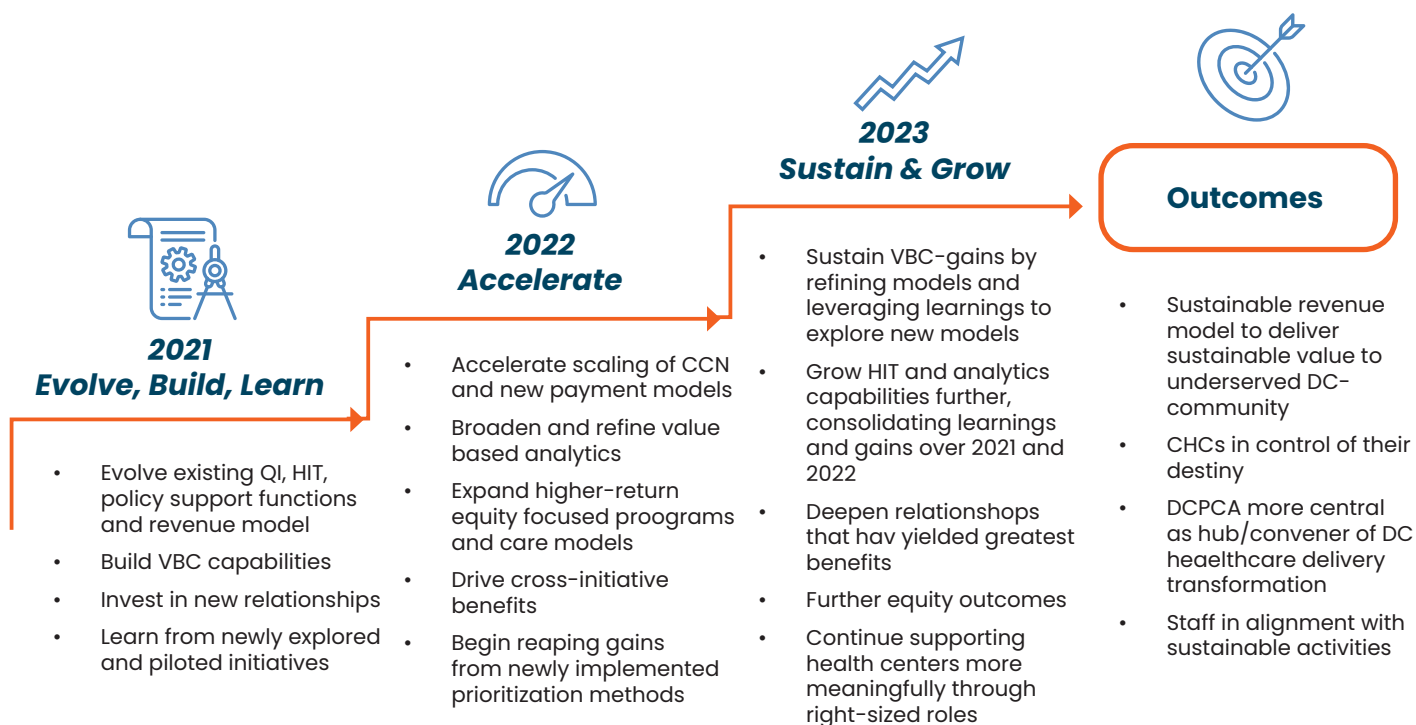 2021
Evolve, Build, Learn
• Evolve existing QI, HIT,
policy support functions
and revenue model
• Build VBC capabilities
• Invest in new relationships
• Learn from newly explored
and piloted initiatives
2022
Accelerate
• Accelerate scaling of CCN
and new payment models
• Broaden and refine value
based analytics
• Expand higher-return
equity focused proograms
and care models
• Drive cross-initiative
benefits
• Begin reaping gains
from newly implemented
prioritization methods
2023
Sustain & Grow
• Sustain VBC-gains by
refining models and
leveraging learnings to
explore new models
• Grow HIT and analytics
capabilities further,
consolidating learnings
and gains over 2021 and
2022
• Deepen relationships
that hav yielded greatest
benefits
• Further equity outcomes
• Continue supporting
health centers more
meaningfully through
right-sized roles
Outcomes
• Sustainable revenue
model to deliver
sustainable value to
underserved DC-
community
• CHCs in control of their
destiny
• DCPCA more central
as hub/convener of DC
heaelthcare delivery
transformation
• Staff in alignment with
sustainable activities